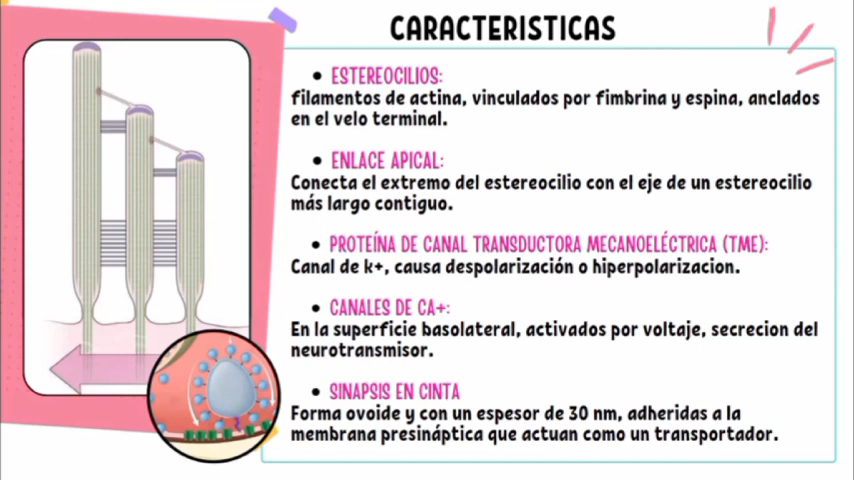 CARACTERISTICAS
• ESTEREOCILIOS:
filamentos de actina, vinculados por fimbrina y espina, anclados
en el velo terminal.
• ENLACE APICAL:
Conecta el extremo del estereocilio con el eje de un estereocilio
más largo contiguo.
• PROTEÍNA DE CANAL TRANSDUCTORA MECANOELÉCTRICA (TME):
Canal de k+, causa despolarización o hiperpolarizacion.
• CANALES DE CA+:
En la superficie basolateral, activados por voltaje, secrecion del
neurotransmisor.
• SINAPSIS EN CINTA
Forma ovoide y con un espesor de 30 nm, adheridas a la
membrana presináptica que actuan como un transportador.